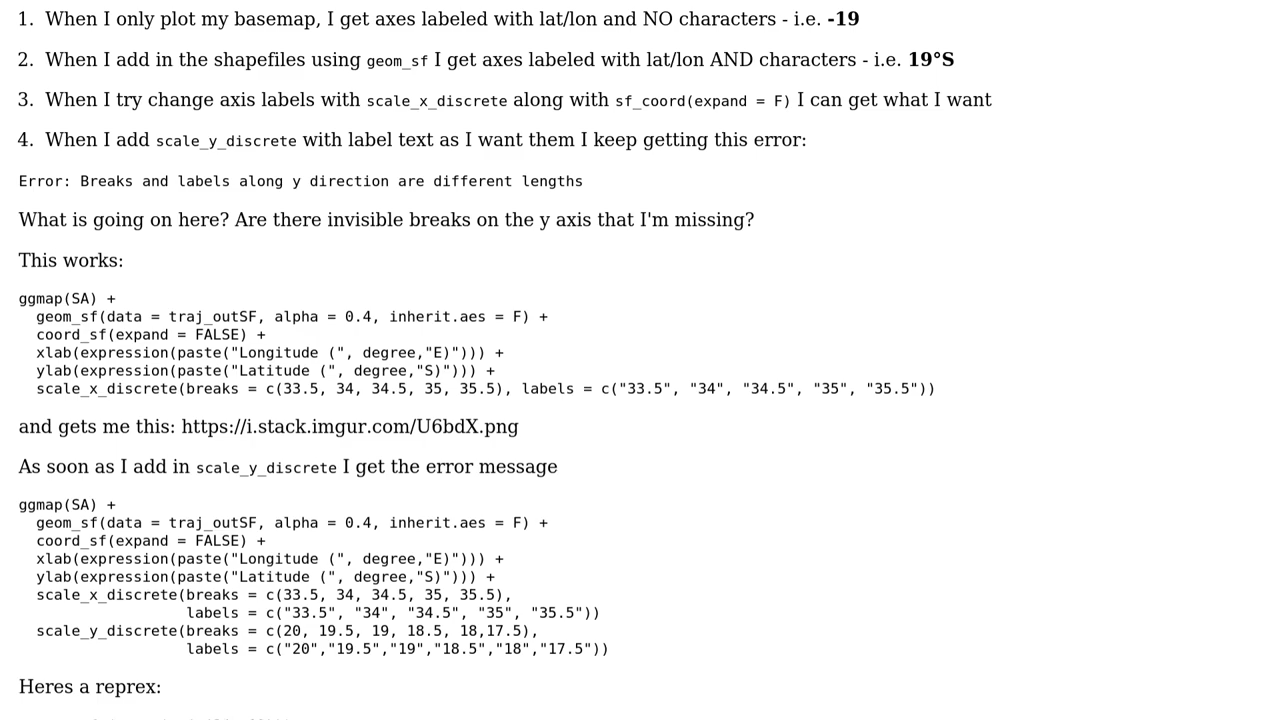 1. When I only plot my basemap, I get axes labeled with lat/lon and NO characters - i.e. -19
2. When I add in the shapefiles using geom_sf I get axes labeled with lat/lon AND characters - i.e. 19°S
3. When I try change axis labels with scale_x_discrete along with sf_coord(expand = F) I can get what I want
4. When I add scale_y_discrete with label text as I want them I keep getting this error:
Error: Breaks and labels along y direction are different lengths
What is going on here? Are there invisible breaks on the y axis that I'm missing?
This works:
ggmap(SA) +
  geom_sf(data = traj_outSF, alpha = 0.4, inherit.aes = F) +
  coord_sf(expand = FALSE) +
  xlab(expression(paste("Longitude (", degree,"E)"))) +
  ylab(expression(paste("Latitude (", degree,"S)"))) +
  scale_x_discrete(breaks = c(33.5, 34, 34.5, 35, 35.5), labels = c("33.5", "34", "34.5", "35", "35.5"))
and gets me this: https://i.stack.imgur.com/U6bdX.png
As soon as I add in scale_y_discrete I get the error message
ggmap(SA) +
  geom_sf(data = traj_outSF, alpha = 0.4, inherit.aes = F) +
  coord_sf(expand = FALSE) +
  xlab(expression(paste("Longitude (", degree,"E)"))) +
  ylab(expression(paste("Latitude (", degree,"S)"))) +
  scale_x_discrete(breaks = c(33.5, 34, 34.5, 35, 35.5),
                   labels = c("33.5", "34", "34.5", "35", "35.5"))
  scale_y_discrete(breaks = c(20, 19.5, 19, 18.5, 18,17.5),
                   labels = c("20","19.5","19","18.5","18","17.5"))
Heres a reprex: